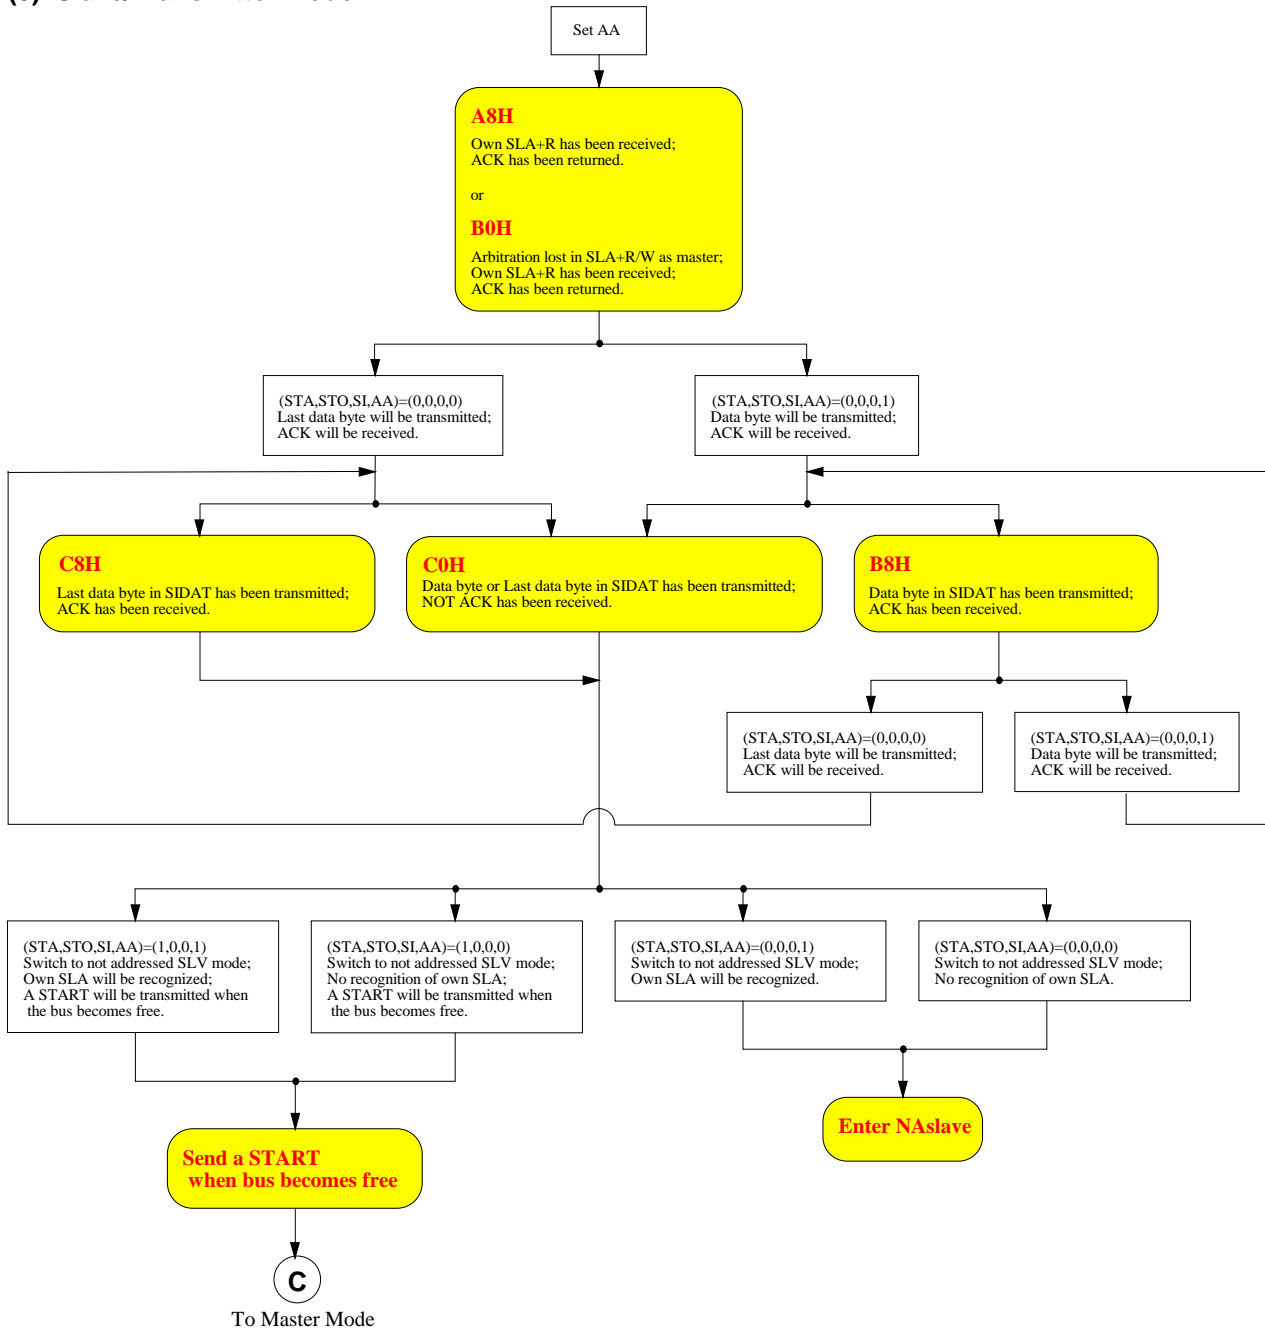 Set AA
A8H
Own SLA+R has been received;
ACK has been returned.
or
B0H
Arbitration lost in SLA+R/W as master;
Own SLA+R has been received;
ACK has been returned.
(STA,STO,SI,AA)=(0,0,0,0)
Last data byte will be transmitted;
ACK will be received.
(STA,STO,SI,AA)=(0,0,0,1)
Data byte will be transmitted;
ACK will be received.
C8H
Last data byte in SIDAT has been transmitted;
ACK has been received.
C0H
Data byte or Last data byte in SIDAT has been transmitted;
NOT ACK has been received.
B8H
Data byte in SIDAT has been transmitted;
ACK has been received.
(STA,STO,SI,AA)=(0,0,0,0)
Last data byte will be transmitted;
ACK will be received.
(STA,STO,SI,AA)=(0,0,0,1)
Data byte will be transmitted;
ACK will be received.
(STA,STO,SI,AA)=(1,0,0,1)
Switch to not addressed SLV mode;
Own SLA will be recognized;
A START will be transmitted when
the bus becomes free.
(STA,STO,SI,AA)=(1,0,0,0)
Switch to not addressed SLV mode;
No recognition of own SLA;
A START will be transmitted when
the bus becomes free.
(STA,STO,SI,AA)=(0,0,0,1)
Switch to not addressed SLV mode;
Own SLA will be recognized.
(STA,STO,SI,AA)=(0,0,0,0)
Switch to not addressed SLV mode;
No recognition of own SLA.
Send a START
when bus becomes free
Enter NAslave
C
To Master Mode